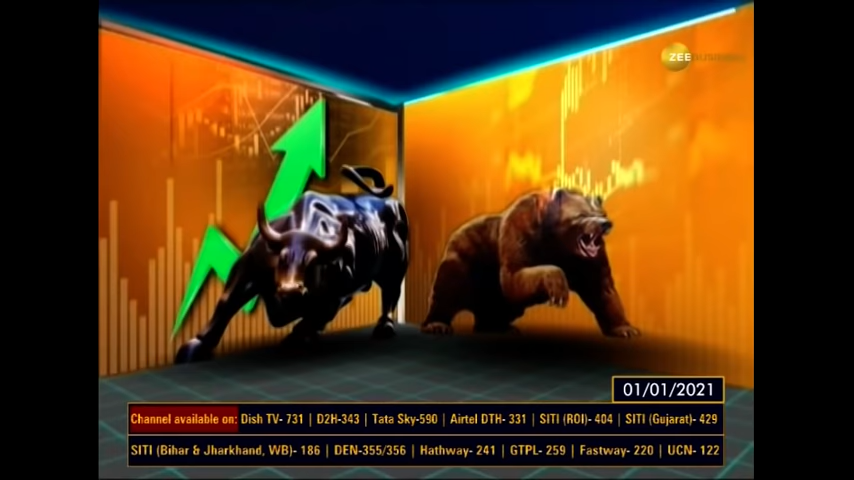 ZEE BUSINESS
01/01/2021
Channel available on: Dish TV- 731 | D2H-343 | Tata Sky-590 | Airtel DTH- 331 | SITI (ROI)- 404 | SITI (Gujarat)- 429
SITI (Bihar & Jharkhand, WB)- 186 | DEN-355/356 | Hathway- 241 | GTPL- 259 | Fastway- 220 | UCN- 122